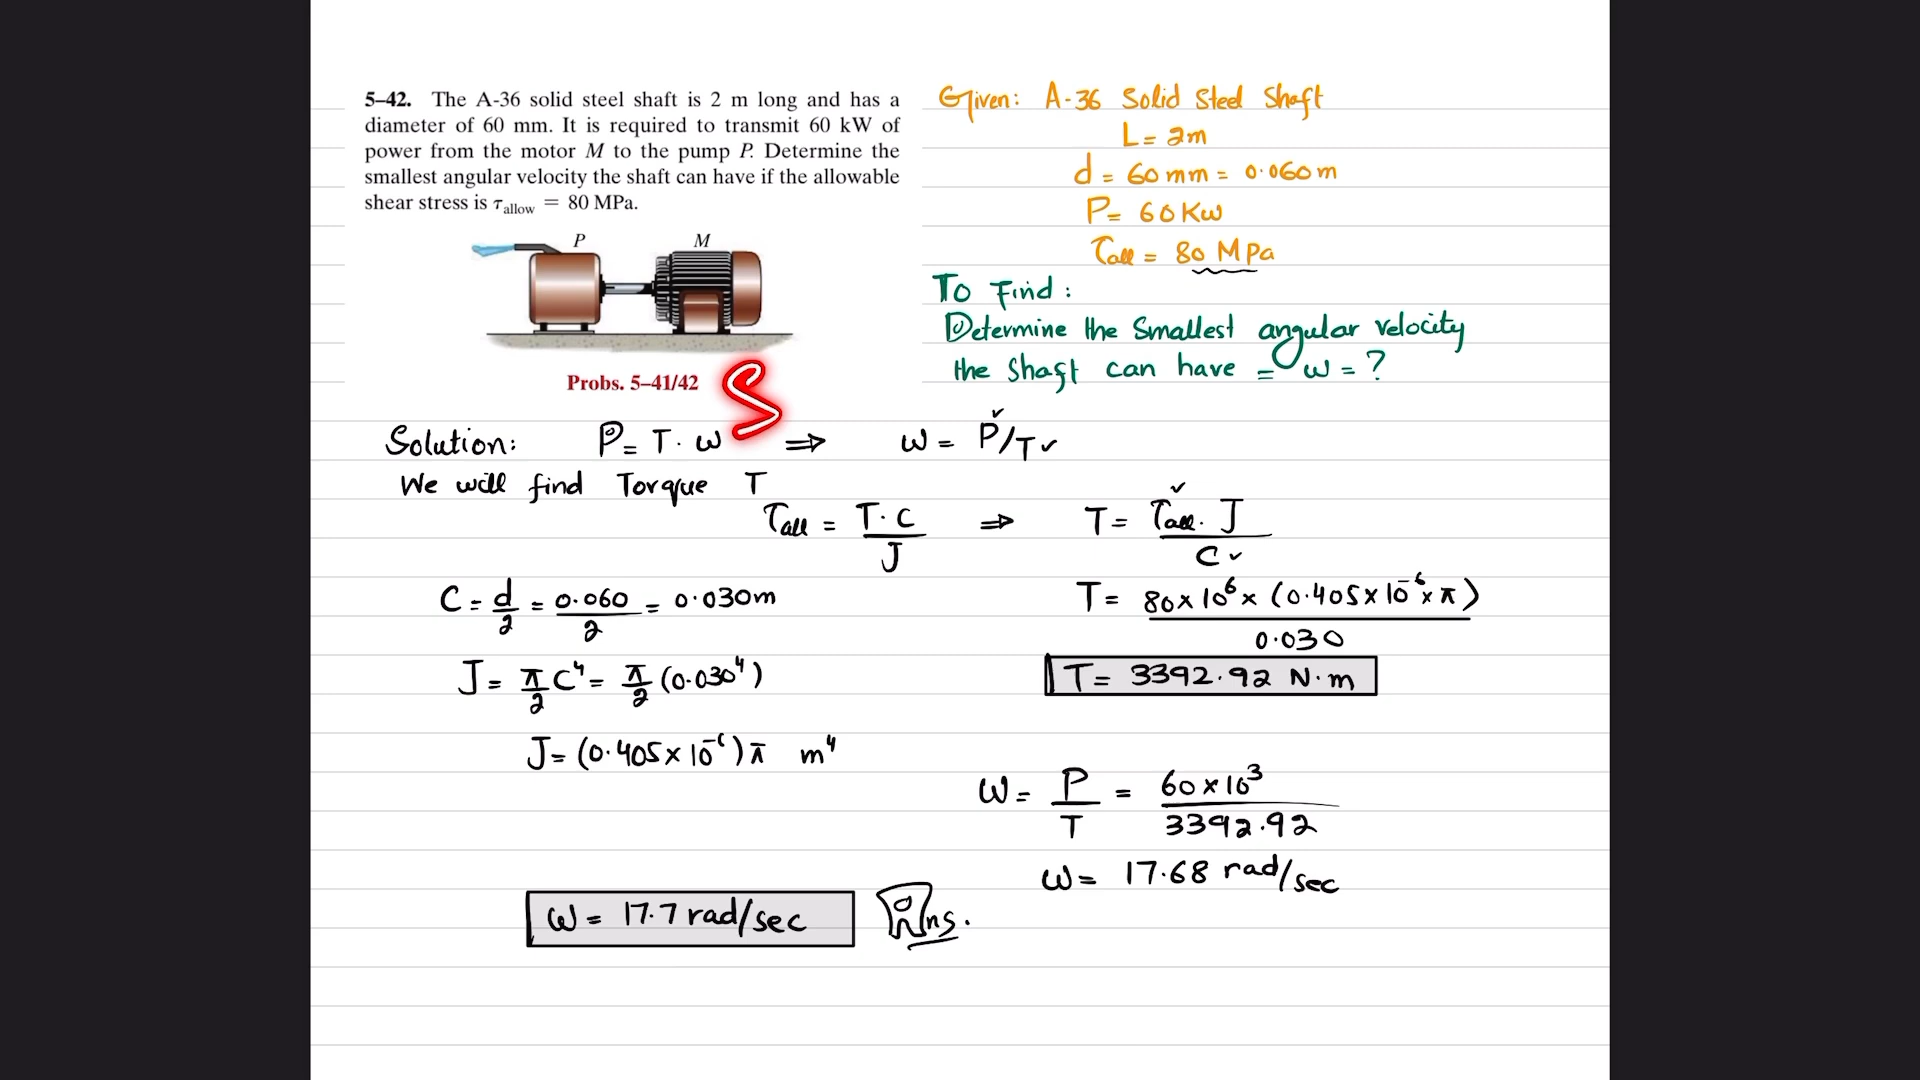 5–42. The A-36 solid steel shaft is 2 m long and has a
diameter of 60 mm. It is required to transmit 60 kW of
power from the motor M to the pump P. Determine the
smallest angular velocity the shaft can have if the allowable
shear stress is τallow = 80 MPa.
P M
Probs. 5–41/42
S
Given: A-36 Solid Steel Shaft
L = 2m
d = 60mm = 0.060m
P = 60Kw
τall = 80 MPa
To Find:
Determine the Smallest angular velocity
the Shaft can have = ω = ?
Solution: P = T · ω ⇒ ω = P/T
We will find Torque T
τall = T·C / J ⇒ T = τall · J / C
C = d/2 = 0.060/2 = 0.030m
J = π/2 C⁴ = π/2 (0.030⁴)
J = (0.405×10⁻⁶)π m⁴
T = 80×10⁶ × (0.405×10⁻⁶×π) / 0.030
T = 3392.92 N·m
ω = P/T = 60×10³ / 3392.92
ω = 17.68 rad/sec
ω = 17.7 rad/sec Ans.